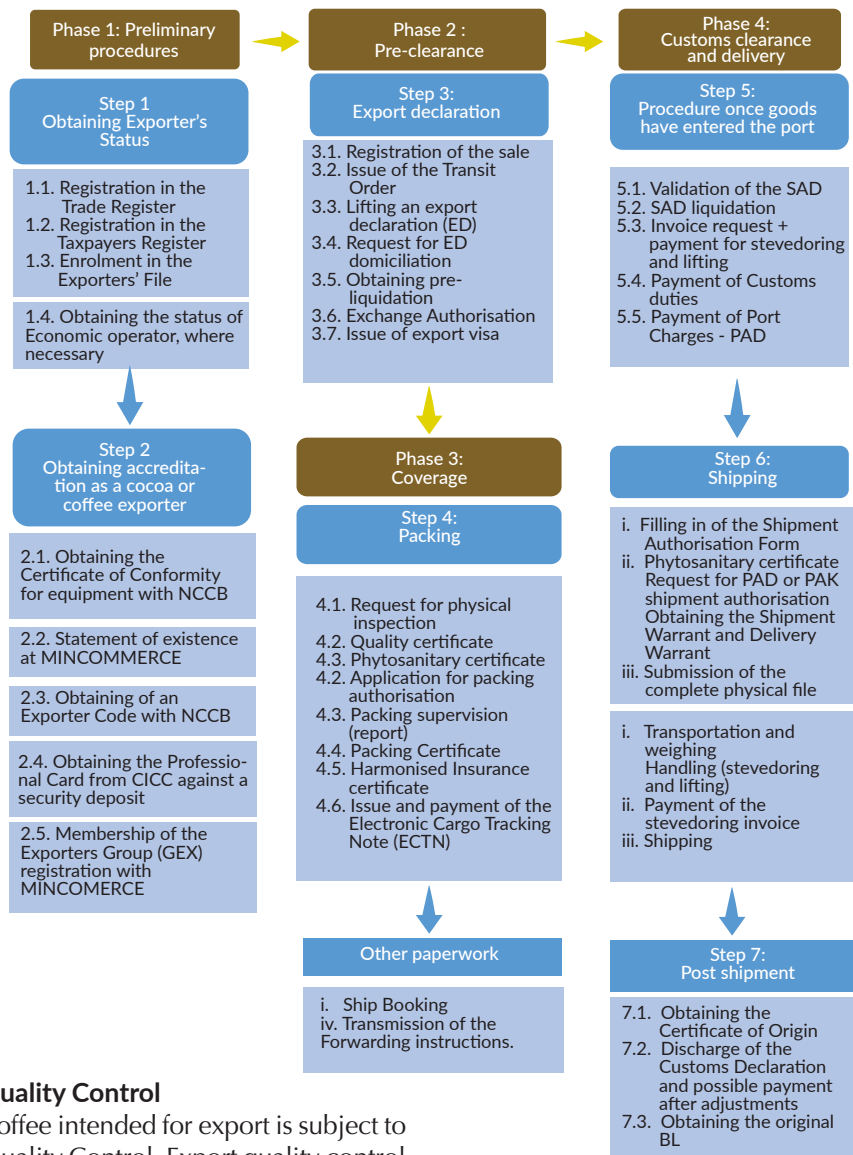 Phase 1: Preliminary
procedures
Step 1
Obtaining Exporter's
Status
1.1. Registration in the
Trade Register
1.2. Registration in the
Taxpayers Register
1.3. Enrolment in the
Exporters' File
1.4. Obtaining the status of
Economic operator, where
necessary
Step 2
Obtaining accredita-
tion as a cocoa or
coffee exporter
2.1. Obtaining the
Certificate of Conformity
for equipment with NCCB
2.2. Statement of existence
at MINCOMMERCE
2.3. Obtaining of an
Exporter Code with NCCB
2.4. Obtaining the Professio-
nal Card from CICC against a
security deposit
2.5. Membership of the
Exporters Group (GEX)
registration with
MINCOMERCE
Phase 2 :
Pre-clearance
Step 3:
Export declaration
3.1. Registration of the sale
3.2. Issue of the Transit
Order
3.3. Lifting an export
declaration (ED)
3.4. Request for ED
domiciliation
3.5. Obtaining pre-
liquidation
3.6. Exchange Authorisation
3.7. Issue of export visa
Phase 3:
Coverage
Step 4:
Packing
4.1. Request for physical
inspection
4.2. Quality certificate
4.3. Phytosanitary certificate
4.2. Application for packing
authorisation
4.3. Packing supervision
(report)
4.4. Packing Certificate
4.5. Harmonised Insurance
certificate
4.6. Issue and payment of the
Electronic Cargo Tracking
Note (ECTN)
Other paperwork
i. Ship Booking
iv. Transmission of the
Forwarding instructions.
Phase 4:
Customs clearance
and delivery
Step 5:
Procedure once goods
have entered the port
5.1. Validation of the SAD
5.2. SAD liquidation
5.3. Invoice request +
payment for stevedoring
and lifting
5.4. Payment of Customs
duties
5.5. Payment of Port
Charges - PAD
Step 6:
Shipping
i. Filling in of the Shipment
Authorisation Form
ii. Phytosanitary certificate
Request for PAD or PAK
shipment authorisation
Obtaining the Shipment
Warrant and Delivery
Warrant
iii. Submission of the
complete physical file
i. Transportation and
weighing
Handling (stevedoring
and lifting)
ii. Payment of the
stevedoring invoice
iii. Shipping
Step 7:
Post shipment
7.1. Obtaining the
Certificate of Origin
7.2. Discharge of the
Customs Declaration
and possible payment
after adjustments
7.3. Obtaining the original
BL
uality Control
offee intended for export is subject to
uality Control. Export quality control